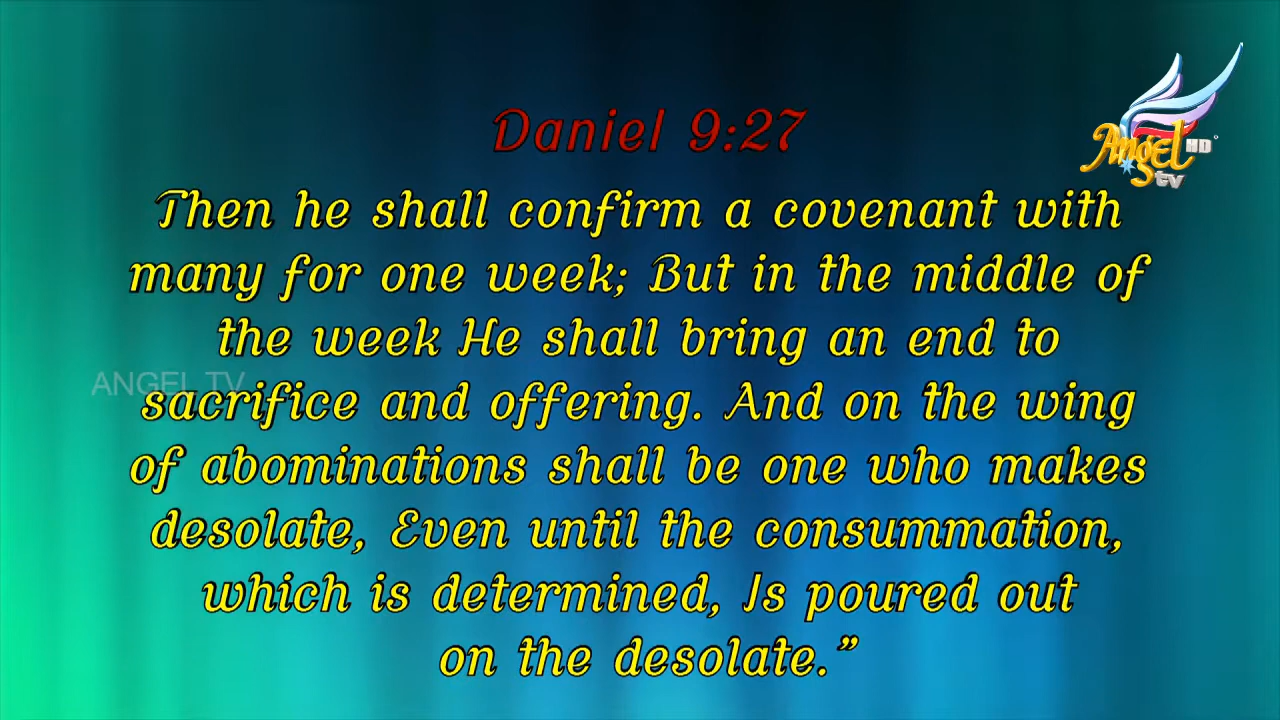 Angel HD
tv
Daniel 9:27
Then he shall confirm a covenant with
many for one week; But in the middle of
the week He shall bring an end to
ANGEL TV
sacrifice and offering. And on the wing
of abominations shall be one who makes
desolate, Even until the consummation,
which is determined, Is poured out
on the desolate.”